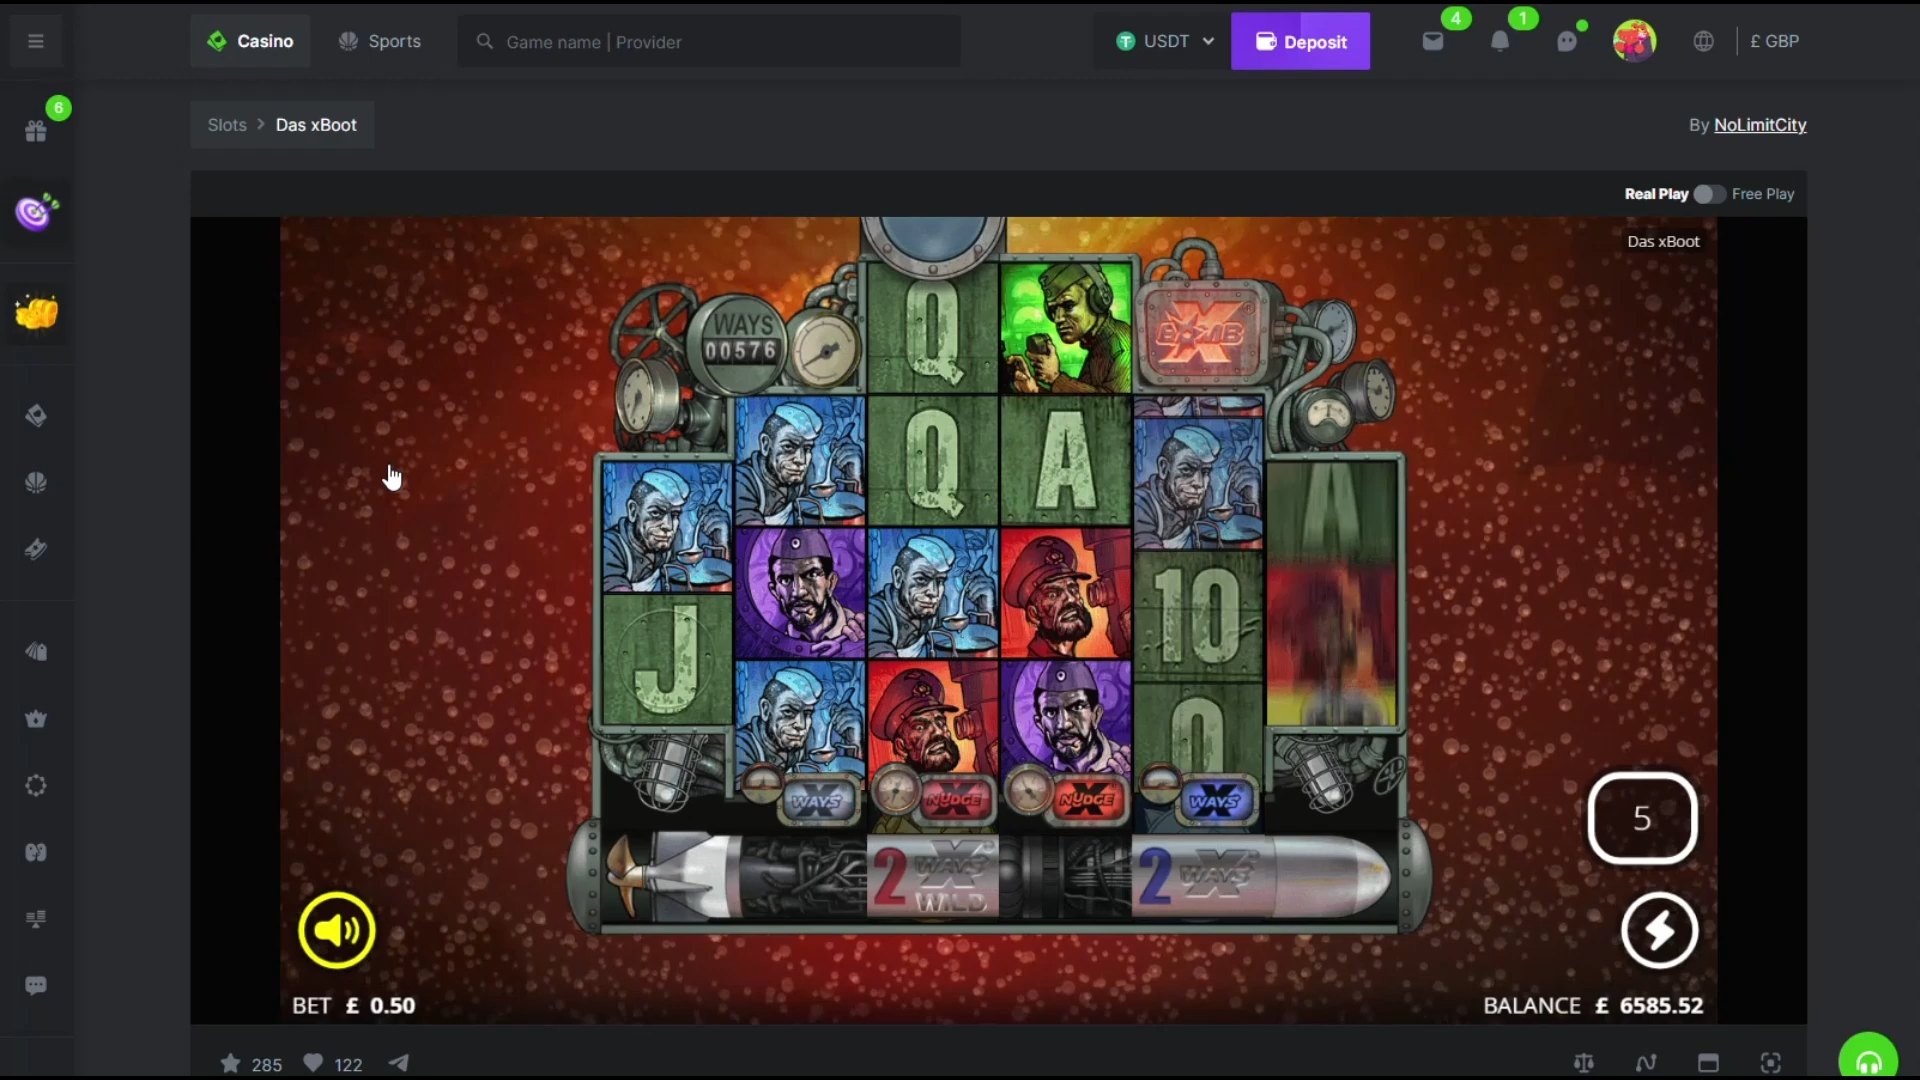 4
1
Casino
Sports
Game name | Provider
USDT
Deposit
£ GBP
6
Slots > Das xBoot
By NoLimitCity
Real Play
Free Play
Das xBoot
WAYS
00576
Q
X BOMB
Q
A
A
10
J
Q
X WAYS
X NUDGE
X NUDGE
X WAYS
5
2 X WAYS WILD
2 X WAYS
BET £ 0.50
BALANCE £ 6585.52
285
122